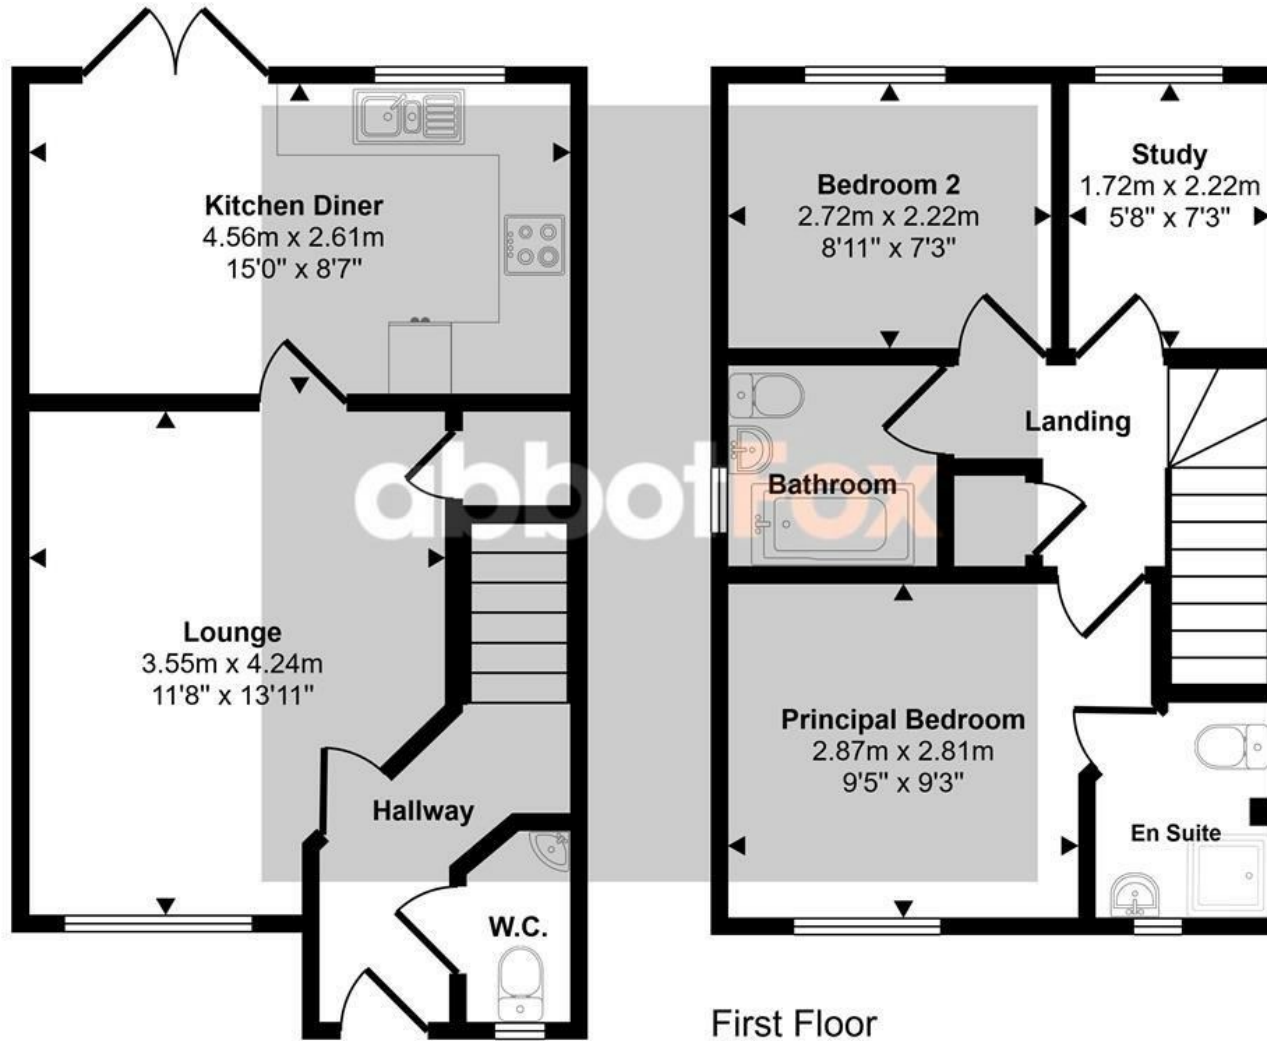 Kitchen Diner
4.56m x 2.61m
15'0" x 8'7"
Lounge
3.55m x 4.24m
11'8" x 13'11"
Hallway
W.C.
Bedroom 2
2.72m x 2.22m
8'11" x 7'3"
Study
1.72m x 2.22m
5'8" x 7'3"
Landing
Bathroom
abbotFox
Principal Bedroom
2.87m x 2.81m
9'5" x 9'3"
En Suite
First Floor